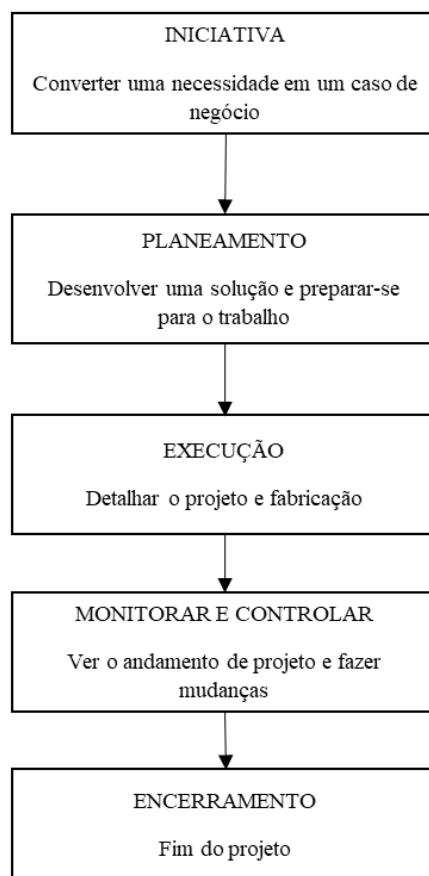 INICIATIVA
Converter uma necessidade em um caso de
negócio
PLANEAMENTO
Desenvolver uma solução e preparar-se
para o trabalho
EXECUÇÃO
Detalhar o projeto e fabricação
MONITORAR E CONTROLAR
Ver o andamento de projeto e fazer
mudanças
ENCERRAMENTO
Fim do projeto